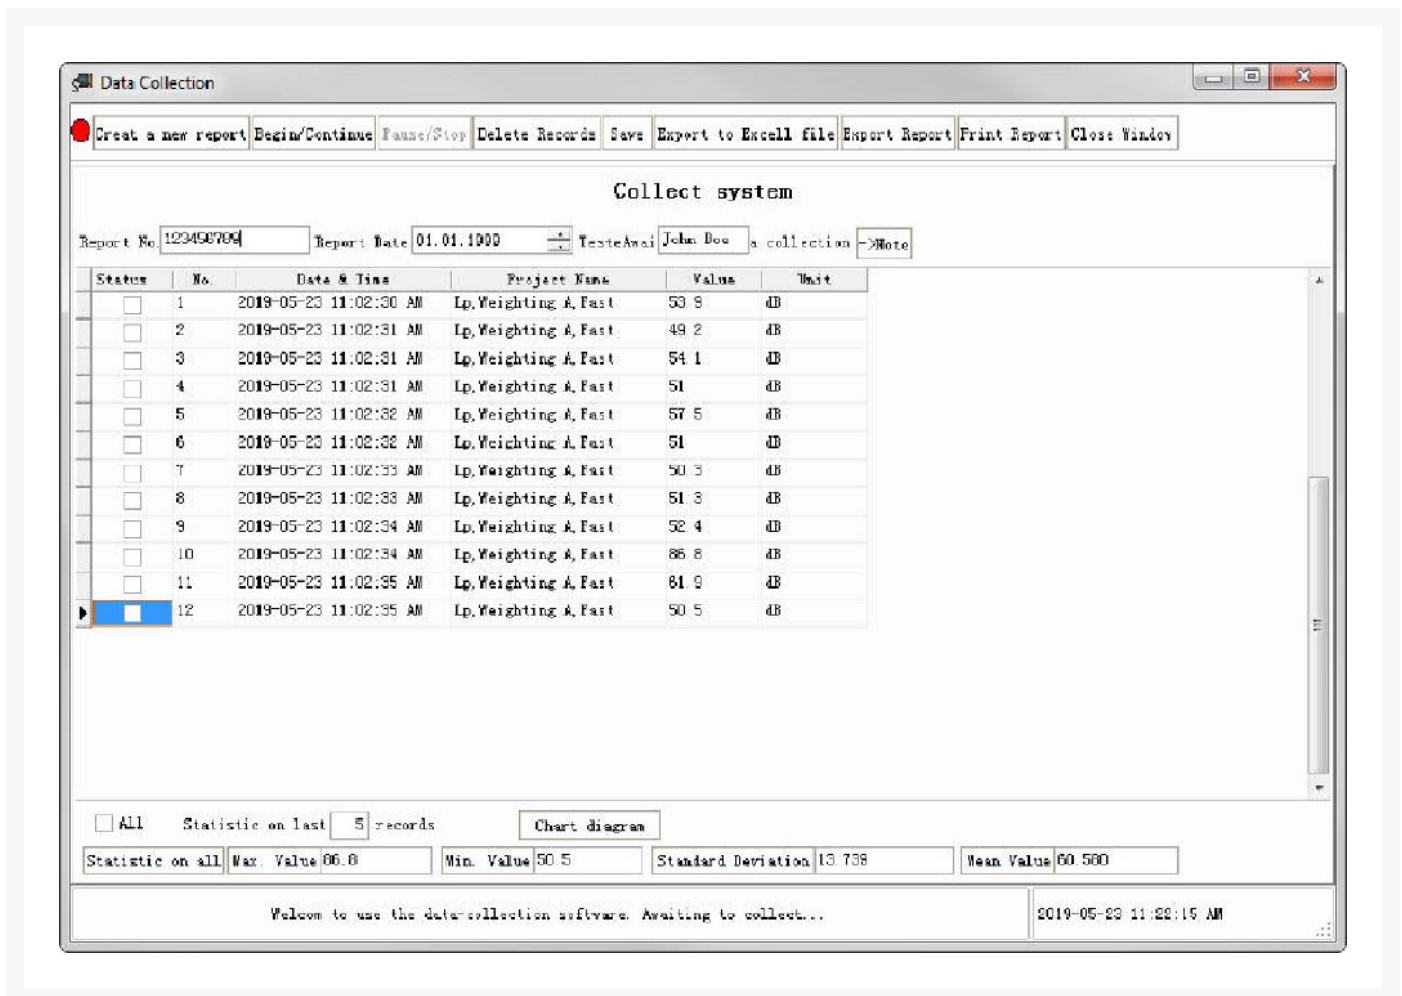 Data Collection
Creat a new report Begin/Continue Pause/Stop Delete Records Save Export to Excell file Export Report Print Report Close Window
Collect system
Report No. 123456789 Report Date 01.01.1999 TesteAwai John Doe a collection ->Note
Status No. Date & Time Project Name Value Unit
1 2019-05-23 11:02:30 AM Lp,Weighting A,Fast 53.9 dB
2 2019-05-23 11:02:31 AM Lp,Weighting A,Fast 49.2 dB
3 2019-05-23 11:02:31 AM Lp,Weighting A,Fast 54.1 dB
4 2019-05-23 11:02:31 AM Lp,Weighting A,Fast 51 dB
5 2019-05-23 11:02:32 AM Lp,Weighting A,Fast 57.5 dB
6 2019-05-23 11:02:32 AM Lp,Weighting A,Fast 51 dB
7 2019-05-23 11:02:33 AM Lp,Weighting A,Fast 50.3 dB
8 2019-05-23 11:02:33 AM Lp,Weighting A,Fast 51.3 dB
9 2019-05-23 11:02:34 AM Lp,Weighting A,Fast 52.4 dB
10 2019-05-23 11:02:34 AM Lp,Weighting A,Fast 86.8 dB
11 2019-05-23 11:02:35 AM Lp,Weighting A,Fast 61.9 dB
12 2019-05-23 11:02:35 AM Lp,Weighting A,Fast 50.5 dB
All Statistic on last 5 records Chart diagram
Statistic on all Max. Value 86.8 Min. Value 50.5 Standard Deviation 13.739 Mean Value 60.580
Welcom to use the data-collection software. Awaiting to collect... 2019-05-23 11:22:15 AM